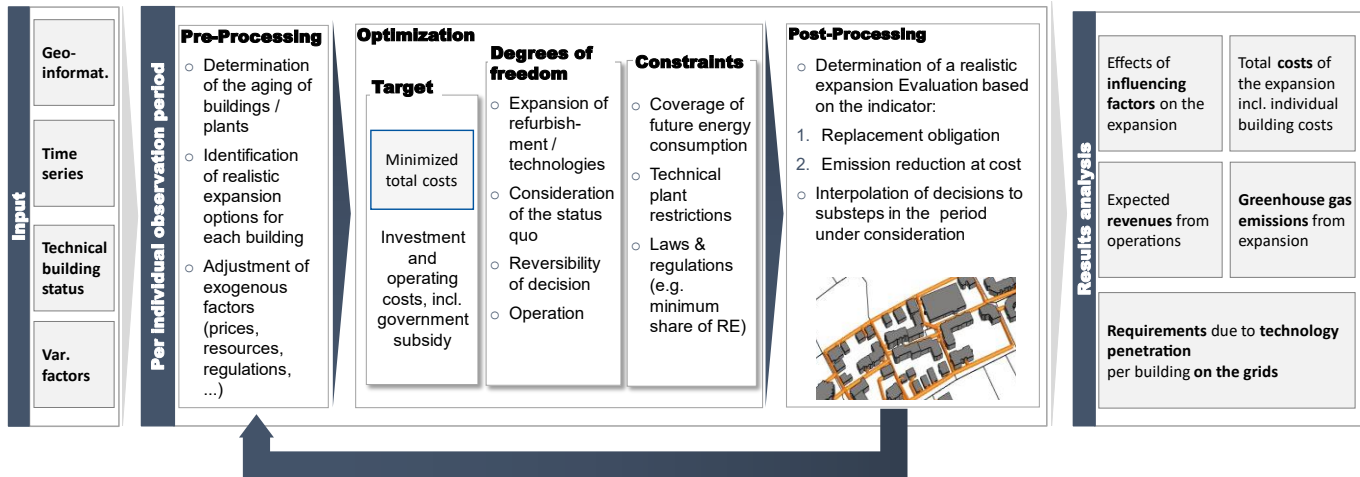 Input
Geo-
informat.
Time
series
Technical
building
status
Var.
factors
Per individual observation period
Pre-Processing
○ Determination
of the aging of
buildings /
plants
○ Identification
of realistic
expansion
options for
each building
○ Adjustment of
exogenous
factors
(prices,
resources,
regulations,
...)
Optimization
Target
Minimized
total costs
Investment
and
operating
costs, incl.
government
subsidy
Degrees of
freedom
○ Expansion of
refurbish-
ment /
technologies
○ Consideration
of the status
quo
○ Reversibility
of decision
○ Operation
Constraints
○ Coverage of
future energy
consumption
○ Technical
plant
restrictions
○ Laws &
regulations
(e.g.
minimum
share of RE)
Post-Processing
○ Determination of a realistic
expansion Evaluation based
on the indicator:
1. Replacement obligation
2. Emission reduction at cost
○ Interpolation of decisions to
substeps in the period
under consideration
Results analysis
Effects of
influencing
factors on the
expansion
Total costs of
the expansion
incl. individual
building costs
Expected
revenues from
operations
Greenhouse gas
emissions from
expansion
Requirements due to technology
penetration
per building on the grids